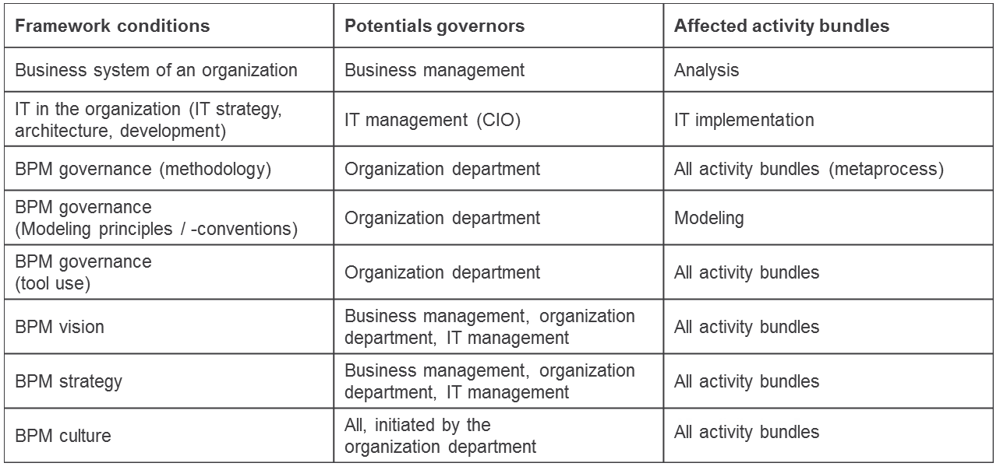 Framework conditions
Potentials governors
Affected activity bundles
Business system of an organization
Business management
Analysis
IT in the organization (IT strategy,
architecture, development)
IT management (CIO)
IT implementation
BPM governance (methodology)
Organization department
All activity bundles (metaprocess)
BPM governance
(Modeling principles / -conventions)
Organization department
Modeling
BPM governance
(tool use)
Organization department
All activity bundles
BPM vision
Business management, organization
department, IT management
All activity bundles
BPM strategy
Business management, organization
department, IT management
All activity bundles
BPM culture
All, initiated by the
organization department
All activity bundles